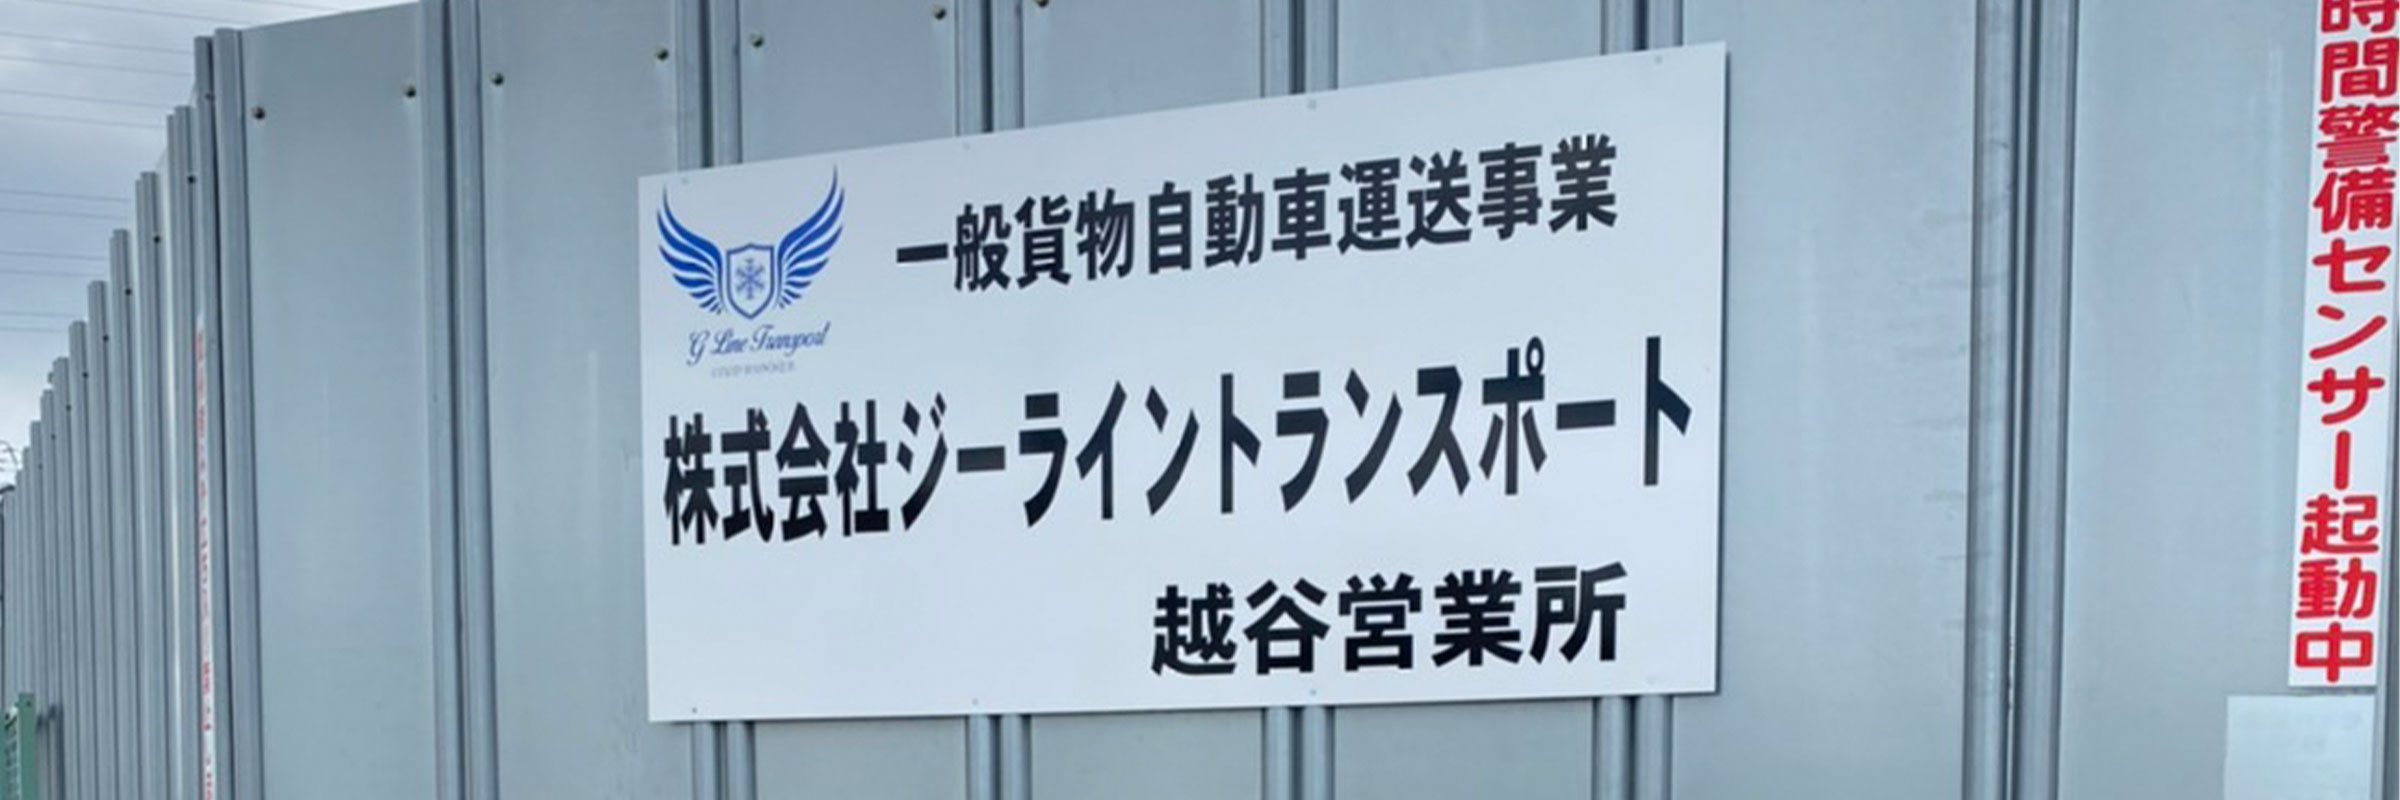 一般貨物自動車運送事業
G Line Transport
株式会社ジーライントランスポート
越谷営業所
時間警備センサー起動中